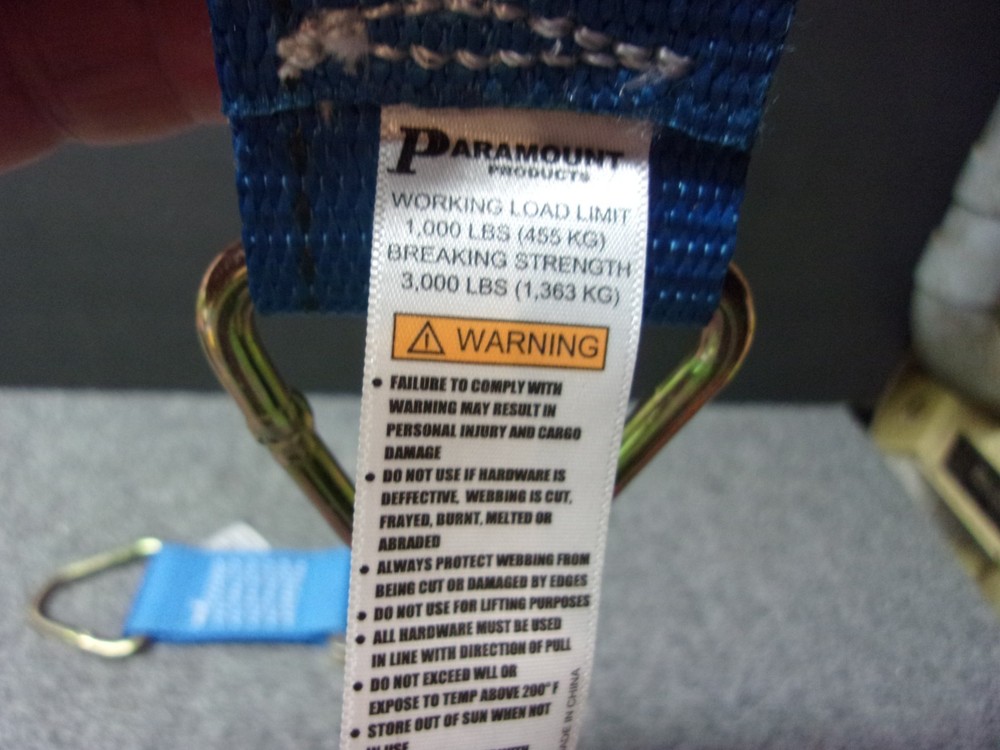 PARAMOUNT
PRODUCTS
WORKING LOAD LIMIT
1,000 LBS (455 KG)
BREAKING STRENGTH
3,000 LBS (1,363 KG)
WARNING
• FAILURE TO COMPLY WITH
WARNING MAY RESULT IN
PERSONAL INJURY AND CARGO
DAMAGE
• DO NOT USE IF HARDWARE IS
DEFFECTIVE, WEBBING IS CUT,
FRAYED, BURNT, MELTED OR
ABRADED
• ALWAYS PROTECT WEBBING FROM
BEING CUT OR DAMAGED BY EDGES
• DO NOT USE FOR LIFTING PURPOSES
• ALL HARDWARE MUST BE USED
IN LINE WITH DIRECTION OF PULL
• DO NOT EXCEED WLL OR
EXPOSE TO TEMP ABOVE 200° F
• STORE OUT OF SUN WHEN NOT
IN USE
ADE IN CHINA